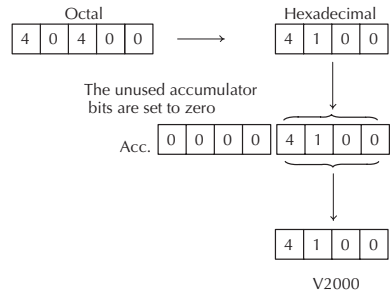 Octal Hexadecimal
4 0 4 0 0 4 1 0 0
The unused accumulator
bits are set to zero
Acc. 0 0 0 0 4 1 0 0
4 1 0 0
V2000